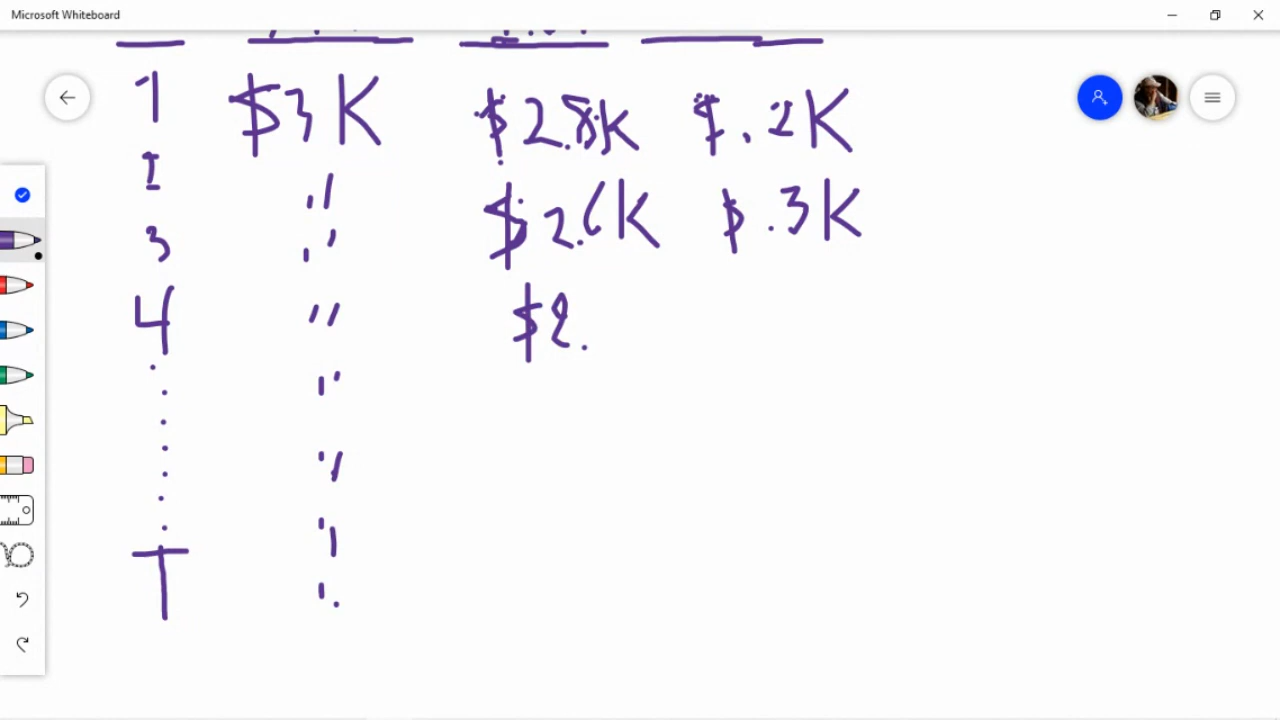 Microsoft Whiteboard
1 $3K $2.8K $.2K
2 "
$2.6K $.3K
3 "
4 " $2.
. "
. "
. "
T "